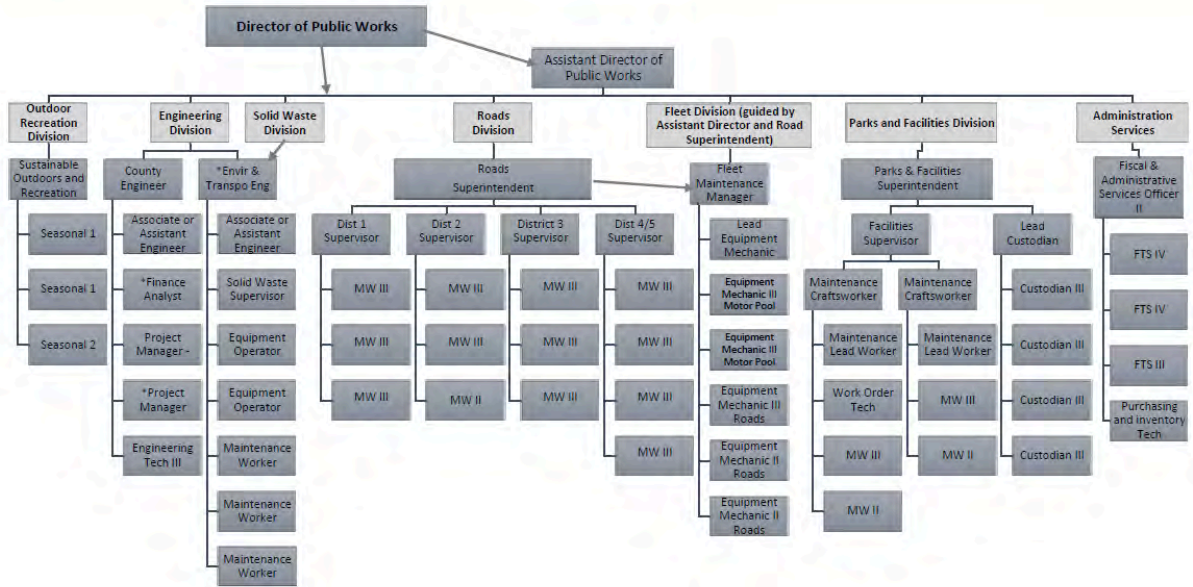 Director of Public Works
Assistant Director of
Public Works
Outdoor
Recreation
Division
Engineering
Division
Solid Waste
Division
Roads
Division
Fleet Division (guided by
Assistant Director and Road
Superintendent)
Parks and Facilities Division
Administration
Services
Sustainable
Outdoors and
Recreation
Seasonal 1
Seasonal 1
Seasonal 2
County
Engineer
Associate or
Assistant
Engineer
*Finance
Analyst
Project
Manager -
*Project
Manager
Engineering
Tech III
*Envir &
Transpo Eng
Associate or
Assistant
Engineer
Solid Waste
Supervisor
Equipment
Operator
Equipment
Operator
Maintenance
Worker
Maintenance
Worker
Maintenance
Worker
Roads
Superintendent
Dist 1
Supervisor
MW III
MW III
MW III
Dist 2
Supervisor
MW III
MW III
MW II
District 3
Supervisor
MW III
MW III
MW III
Dist 4/5
Supervisor
MW III
MW III
MW III
MW III
Fleet
Maintenance
Manager
Lead
Equipment
Mechanic
Equipment
Mechanic III
Motor Pool
Equipment
Mechanic III
Motor Pool
Equipment
Mechanic III
Roads
Equipment
Mechanic II
Roads
Equipment
Mechanic II
Roads
Parks & Facilities
Superintendent
Facilities
Supervisor
Maintenance
Craftsworker
Maintenance
Lead Worker
Work Order
Tech
MW III
MW II
Maintenance
Craftsworker
Maintenance
Lead Worker
MW III
MW II
Lead
Custodian
Custodian III
Custodian III
Custodian III
Custodian III
Fiscal &
Administrative
Services Officer
II
FTS IV
FTS IV
FTS III
Purchasing
and Inventory
Tech